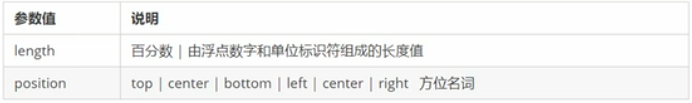 参数值 说明
length 百分数 | 由浮点数字和单位标识符组成的长度值
position top | center | bottom | left | center | right 方位名词